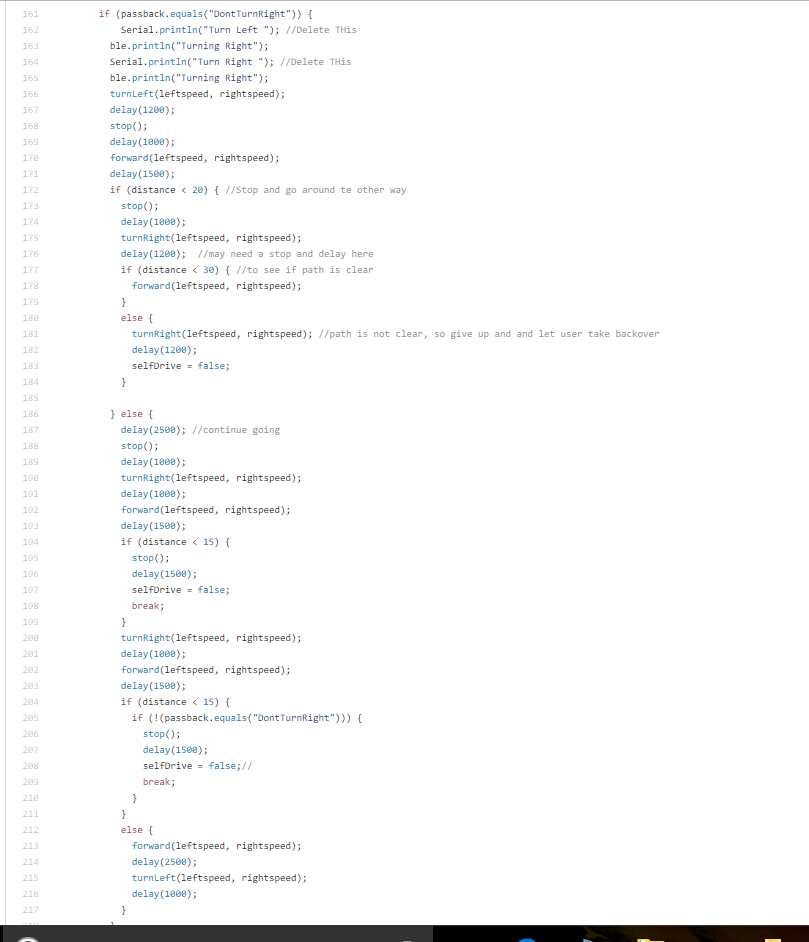 161 if (passback.equals("DontTurnRight")) {
162 Serial.println("Turn Left "); //Delete THis
163 ble.println("Turning Right");
164 Serial.println("Turn Right "); //Delete THis
165 ble.println("Turning Right");
166 turnLeft(leftspeed, rightspeed);
167 delay(1200);
168 stop();
169 delay(1000);
170 forward(leftspeed, rightspeed);
171 delay(1500);
172 if (distance < 20) { //Stop and go around te other way
173 stop();
174 delay(1000);
175 turnRight(leftspeed, rightspeed);
176 delay(1200);  //may need a stop and delay here
177 if (distance < 30) { //to see if path is clear
178 forward(leftspeed, rightspeed);
179 }
180 else {
181 turnRight(leftspeed, rightspeed); //path is not clear, so give up and and let user take backover
182 delay(1200);
183 selfDrive = false;
184 }
185
186 } else {
187 delay(2500); //continue going
188 stop();
189 delay(1000);
190 turnRight(leftspeed, rightspeed);
191 delay(1000);
192 forward(leftspeed, rightspeed);
193 delay(1500);
194 if (distance < 15) {
195 stop();
196 delay(1500);
197 selfDrive = false;
198 break;
199 }
200 turnRight(leftspeed, rightspeed);
201 delay(1000);
202 forward(leftspeed, rightspeed);
203 delay(1500);
204 if (distance < 15) {
205 if (!(passback.equals("DontTurnRight"))) {
206 stop();
207 delay(1500);
208 selfDrive = false;//
209 break;
210 }
211 }
212 else {
213 forward(leftspeed, rightspeed);
214 delay(2500);
215 turnLeft(leftspeed, rightspeed);
216 delay(1000);
217 }